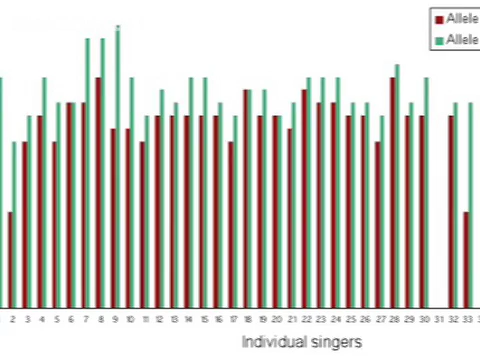 Allele
Allele
2 3 4 5 6 7 8 9 10 11 12 13 14 15 16 17 18 19 20 21 22 23 24 25 26 27 28 29 30 31 32 33
Individual singers